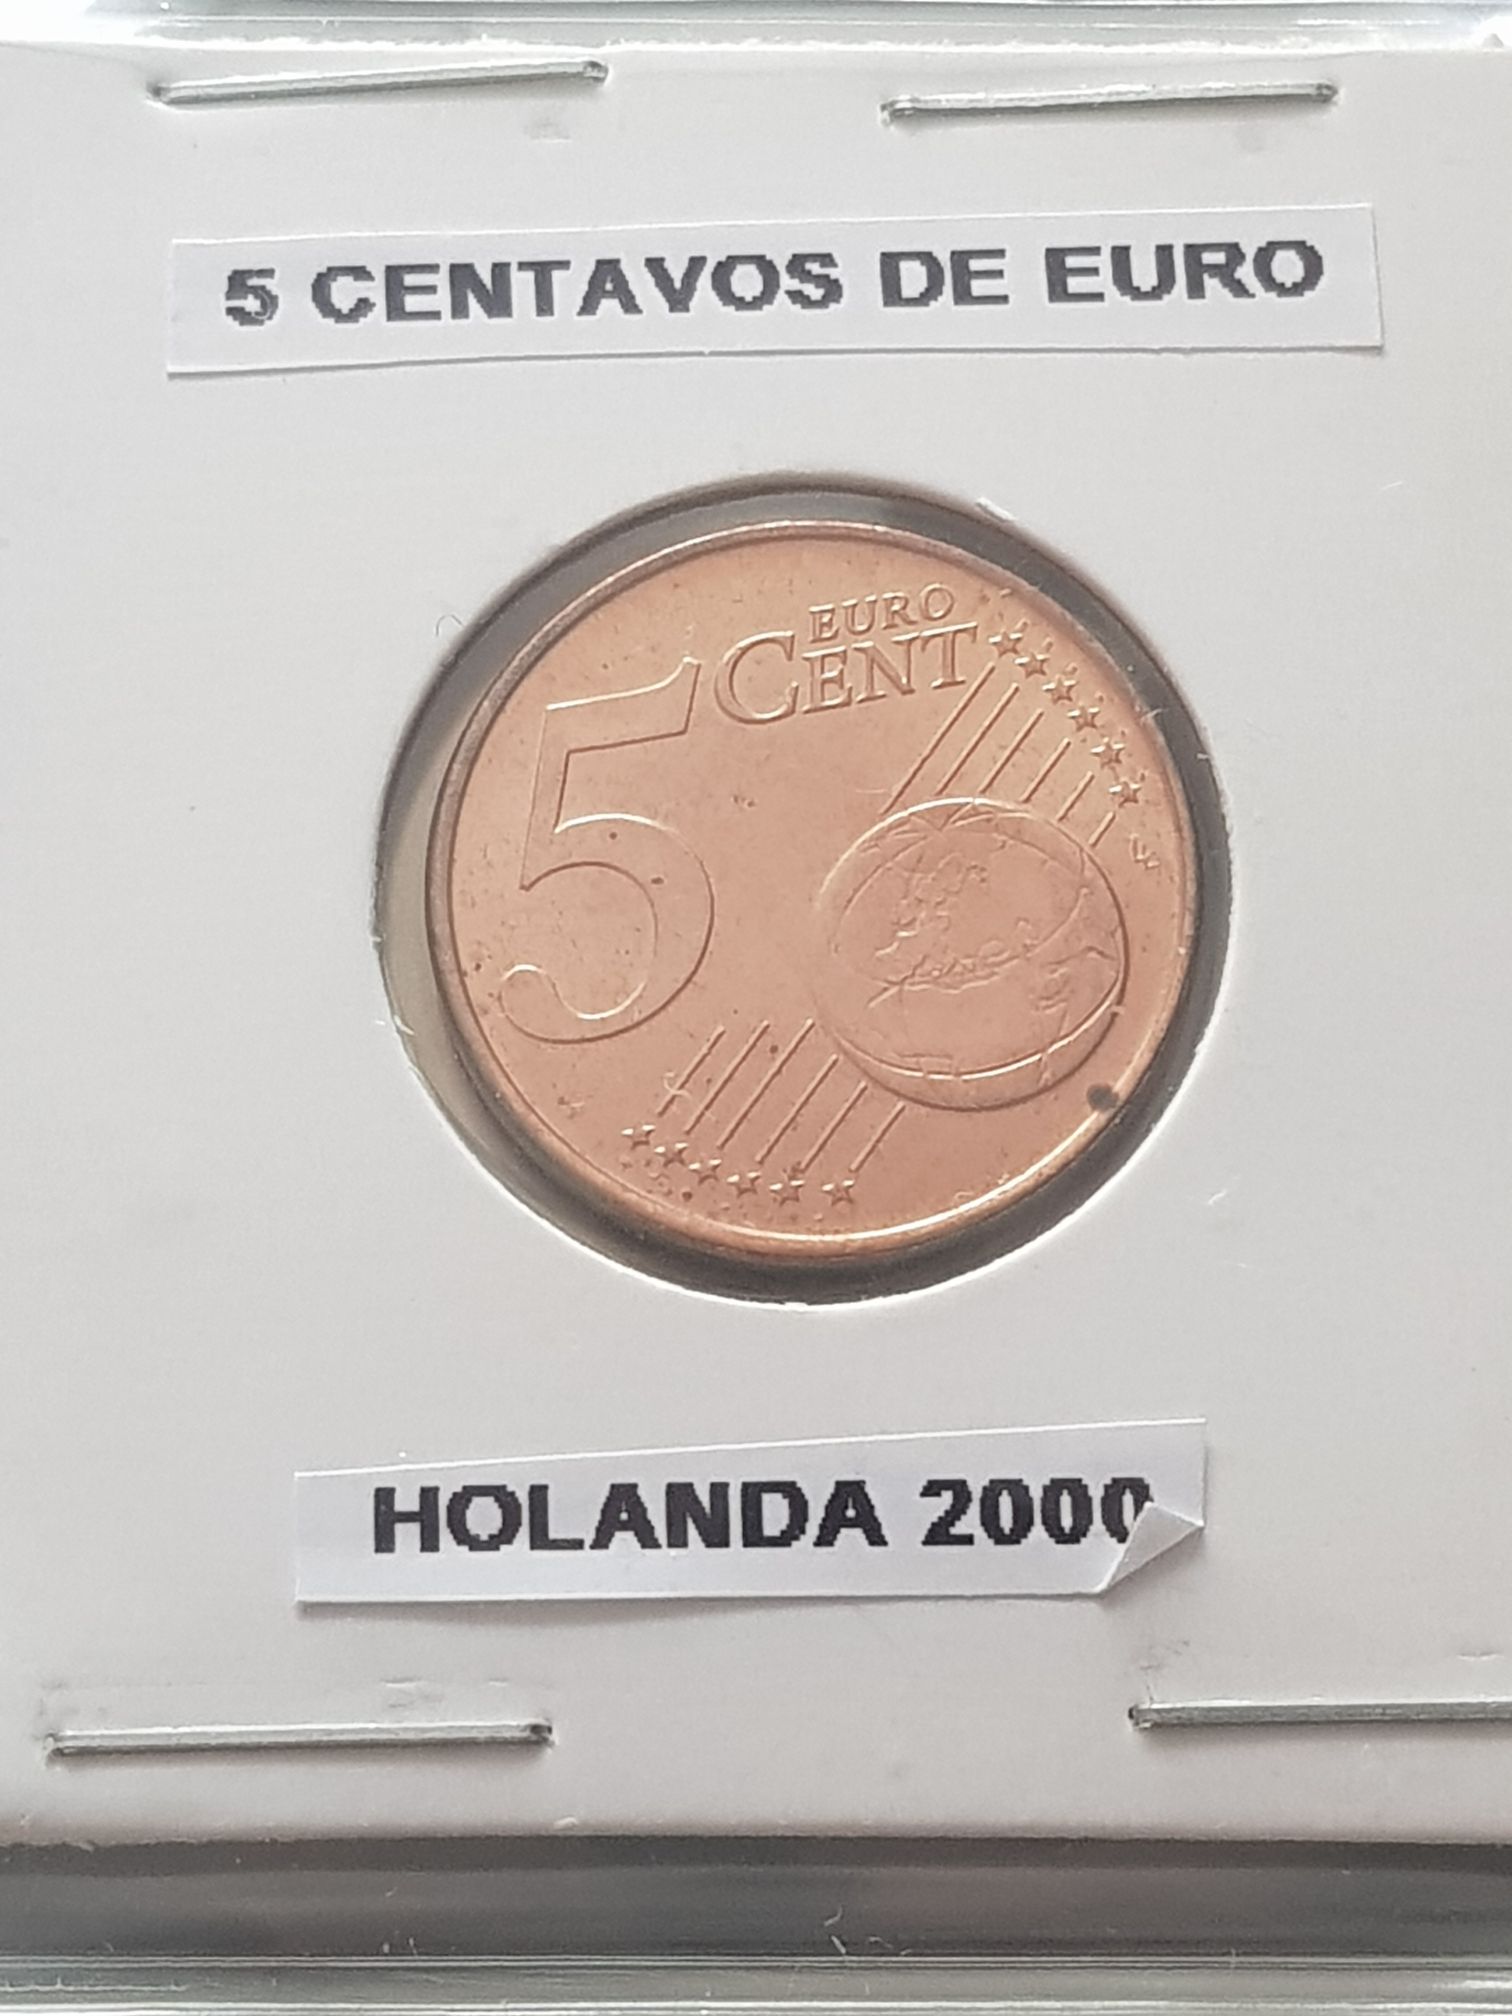 5 CENTAVOS DE EURO
5 EURO
CENT
HOLANDA 2000